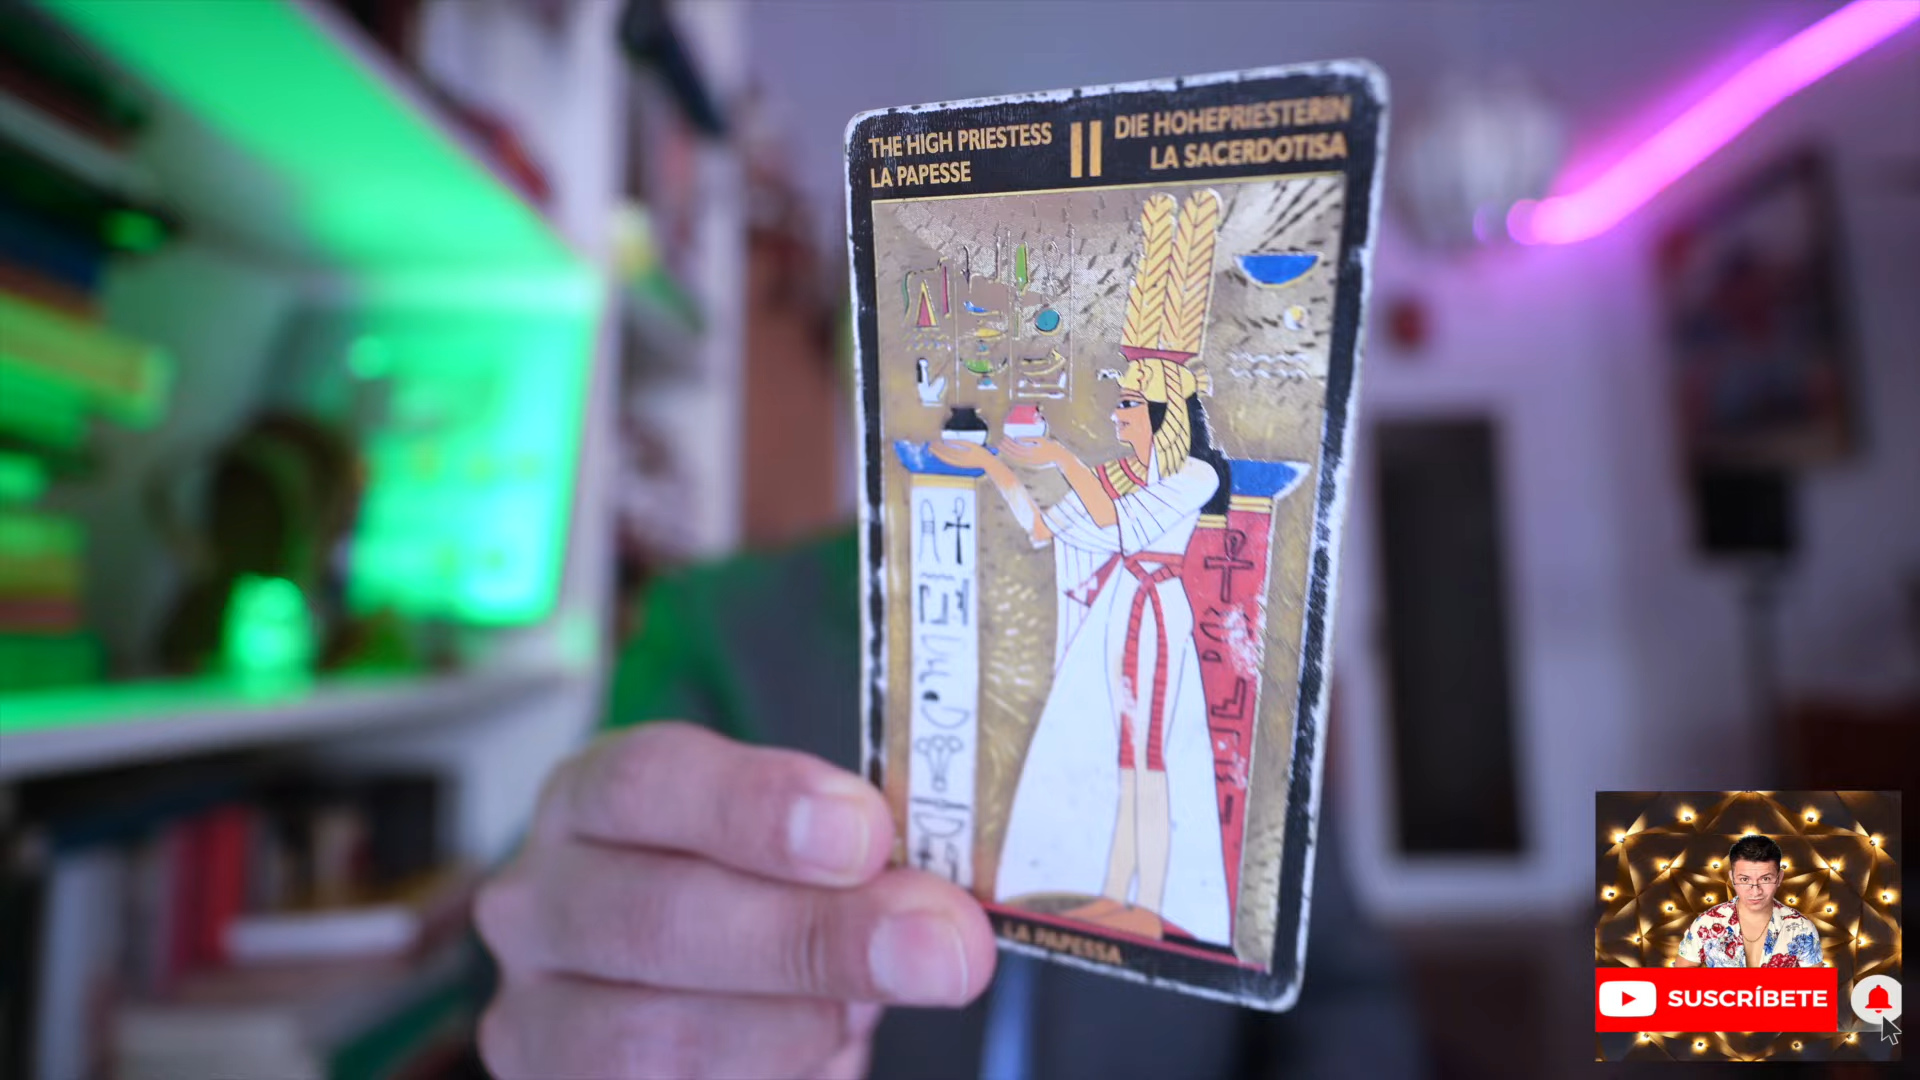 THE HIGH PRIESTESS
LA PAPESSE
II
DIE HOHEPRIESTERIN
LA SACERDOTISA
LA PAPESSA
SUSCRÍBETE